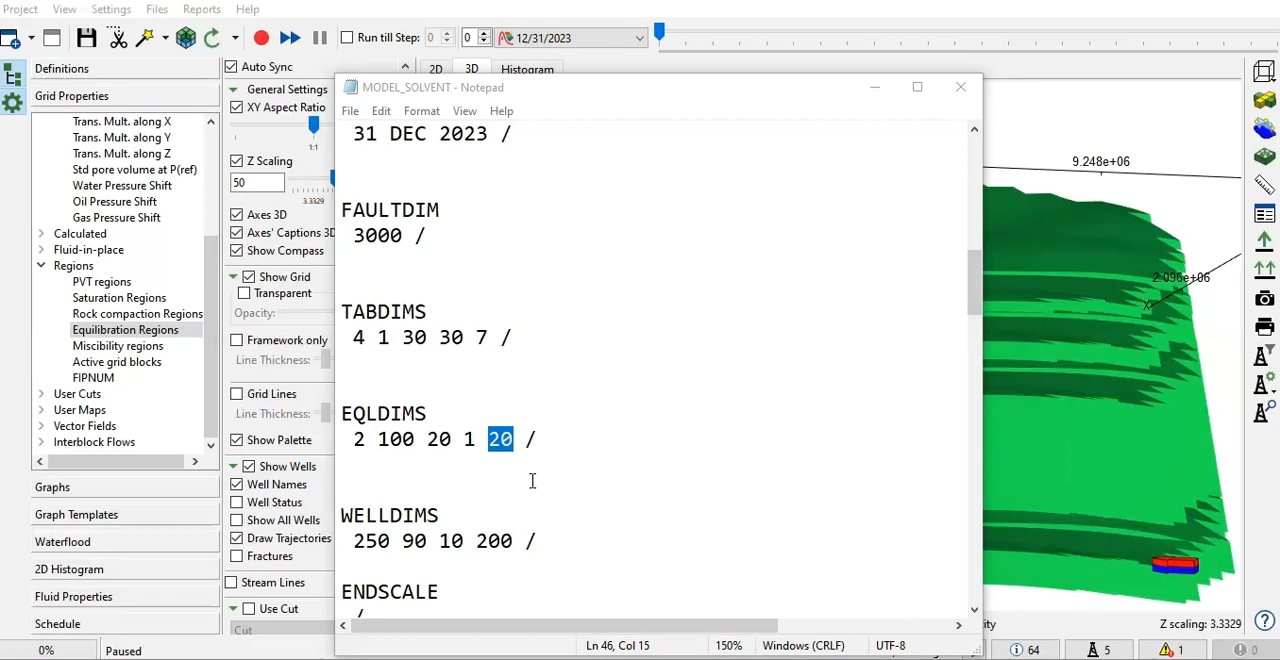 Project View Settings Files Reports Help
Run till Step: 0 0 12/31/2023
Definitions
Grid Properties
Trans. Mult. along X
Trans. Mult. along Y
Trans. Mult. along Z
Std pore volume at P(ref)
Water Pressure Shift
Oil Pressure Shift
Gas Pressure Shift
Calculated
Fluid-in-place
Regions
PVT regions
Saturation Regions
Rock compaction Regions
Equilibration Regions
Miscibility regions
Active grid blocks
FIPNUM
User Cuts
User Maps
Vector Fields
Interblock Flows
Graphs
Graph Templates
Waterflood
2D Histogram
Fluid Properties
Schedule
0% Paused
Auto Sync
General Settings
XY Aspect Ratio
1:1
Z Scaling
50
3.3329
Axes 3D
Axes' Captions 3D
Show Compass
Show Grid
Transparent
Opacity:
Framework only
Line Thickness:
Grid Lines
Line Thickness:
Show Palette
Show Wells
Well Names
Well Status
Show All Wells
Draw Trajectories
Fractures
Stream Lines
Use Cut
Cut
2D 3D Histogram
MODEL_SOLVENT - Notepad
File Edit Format View Help
31 DEC 2023 /
FAULTDIM
3000 /
TABDIMS
4 1 30 30 7 /
EQLDIMS
2 100 20 1 20 /
WELLDIMS
250 90 10 200 /
ENDSCALE
/
Ln 46, Col 15 150% Windows (CRLF) UTF-8
9.248e+06
2.096e+06
X
Z scaling: 3.3329
64 5 1 0